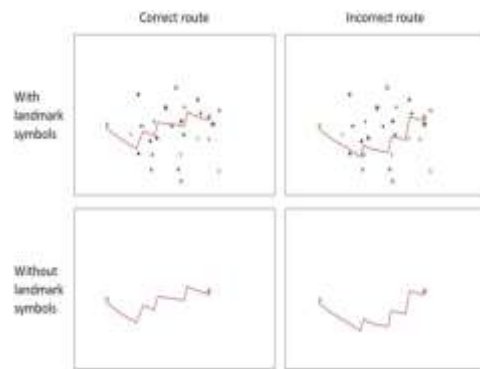 Correct route
Incorrect route
With
landmark
symbols
Without
landmark
symbols